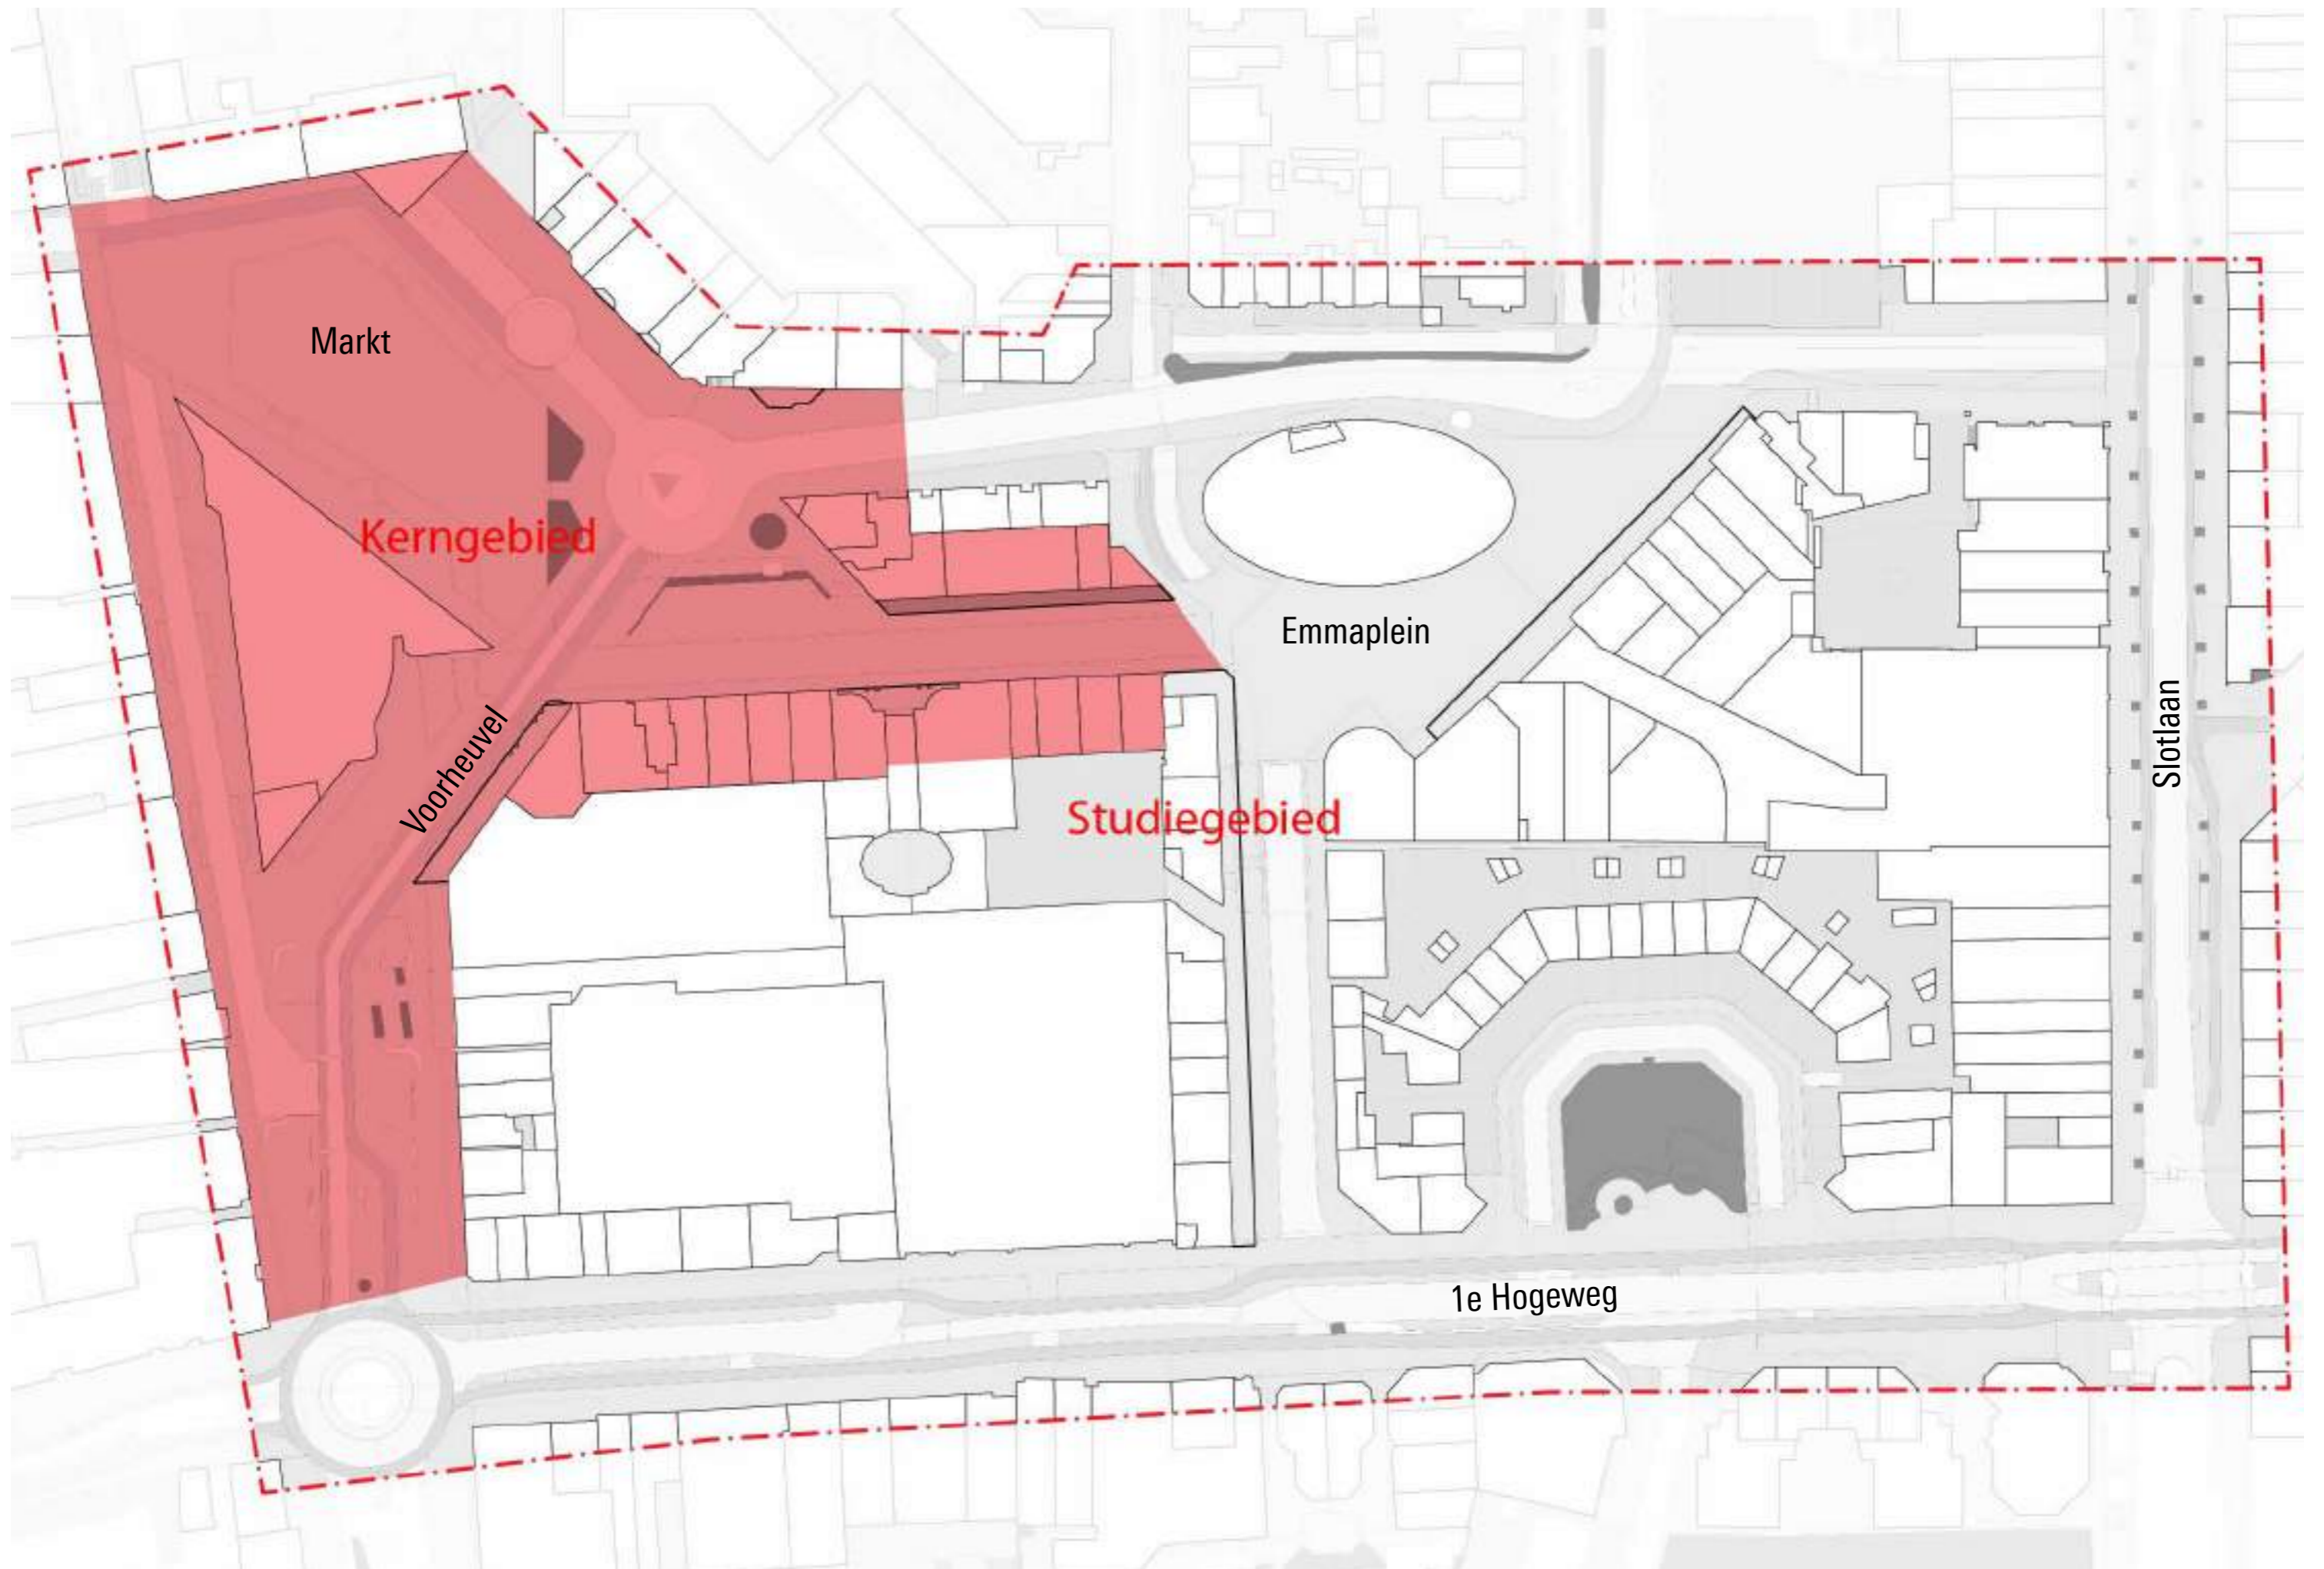 Markt
Kerngebied
Emmaplein
Voorheuvel
Slotlaan
Studiegebied
1e Hogeweg